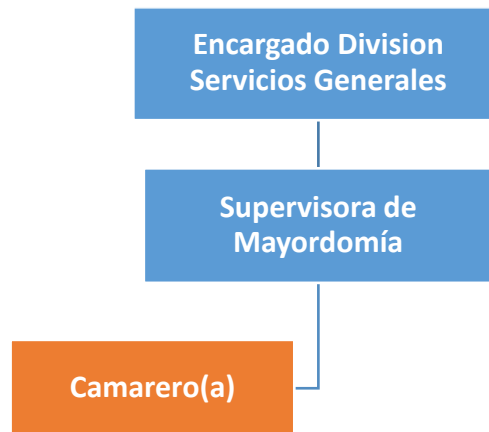 Encargado Division
Servicios Generales
Supervisora de
Mayordomía
Camarero(a)